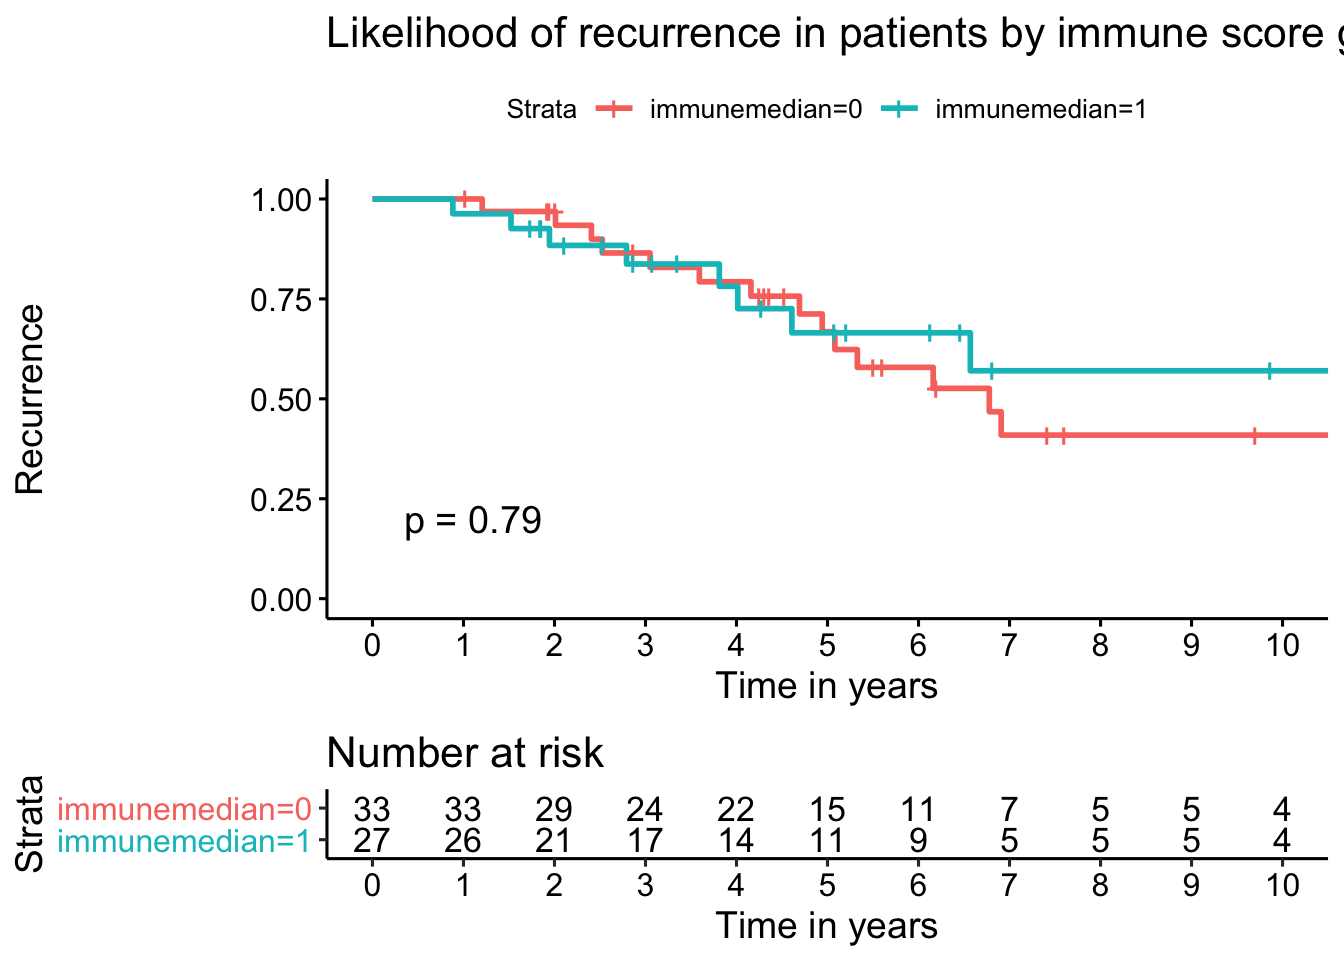 Likelihood of recurrence in patients by immune score
Strata immunemedian=0 immunemedian=1
1.00
0.75
0.50
0.25
0.00
Recurrence
p = 0.79
0 1 2 3 4 5 6 7 8 9 10
Time in years
Number at risk
Strata
immunemedian=0 33 33 29 24 22 15 11 7 5 5 4
immunemedian=1 27 26 21 17 14 11 9 5 5 5 4
0 1 2 3 4 5 6 7 8 9 10
Time in years